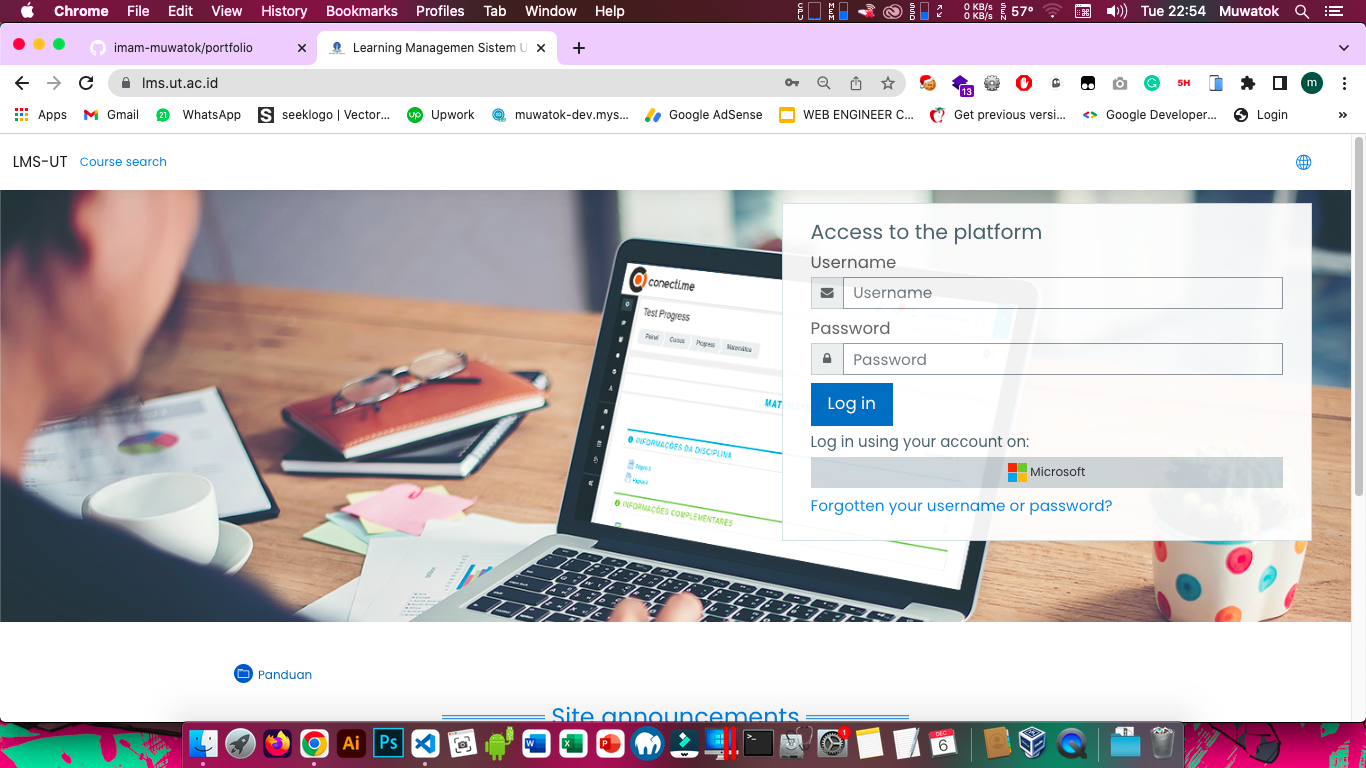 Chrome File Edit View History Bookmarks Profiles Tab Window Help 0 KB/s 0 KB/s 57° Tue 22:54 Muwatok
imam-muwatok/portfolio Learning Managemen Sistem U
lms.ut.ac.id 13 5H m
Apps Gmail 21 WhatsApp seeklogo | Vector... Up Upwork muwatok-dev.mys... Google AdSense WEB ENGINEER C... Get previous versi... Google Developer... Login »
LMS-UT Course search
Access to the platform
Username
Username
Password
Password
Log in
Log in using your account on:
Microsoft
Forgotten your username or password?
conecti.me
Test Progress
Painel Cursos Progress Matemática
MAT
INFORMAÇÕES DA DISCIPLINA
INFORMAÇÕES COMPLEMENTARES
Panduan
Site announcements
Ai Ps W X P 1 DEC 6